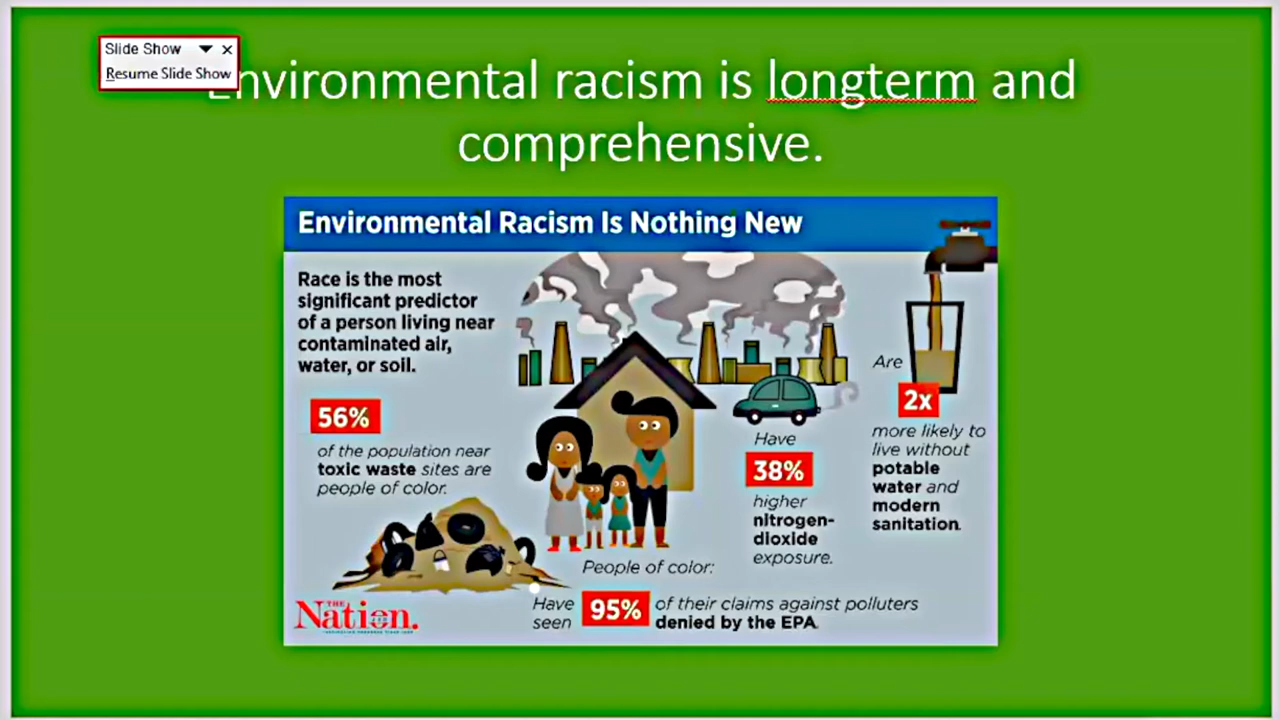 Slide Show
Resume Slide Show
Environmental racism is longterm and
comprehensive.
Environmental Racism Is Nothing New
Race is the most
significant predictor
of a person living near
contaminated air,
water, or soil.
56%
of the population near
toxic waste sites are
people of color.
Are
2x
more likely to
live without
potable
water and
modern
sanitation.
Have
38%
higher
nitrogen-
dioxide
exposure.
People of color:
Have
seen
95%
of their claims against polluters
denied by the EPA.
THE
Nation.